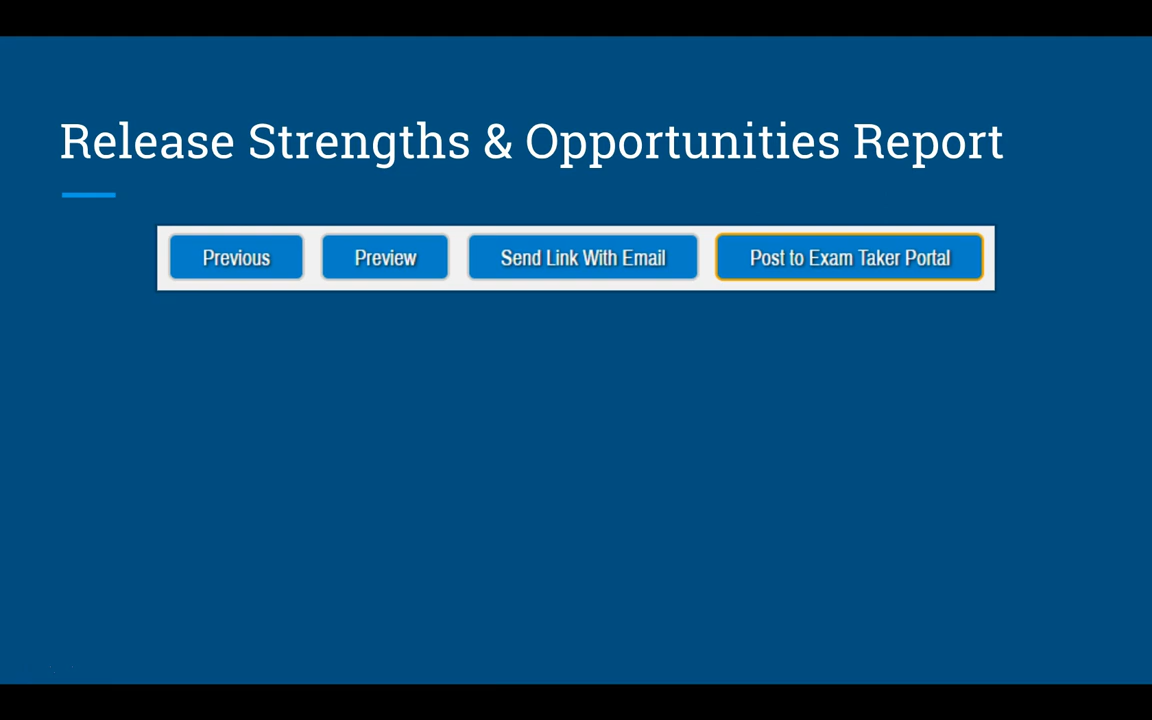 Release Strengths & Opportunities Report
Previous Preview Send Link With Email Post to Exam Taker Portal